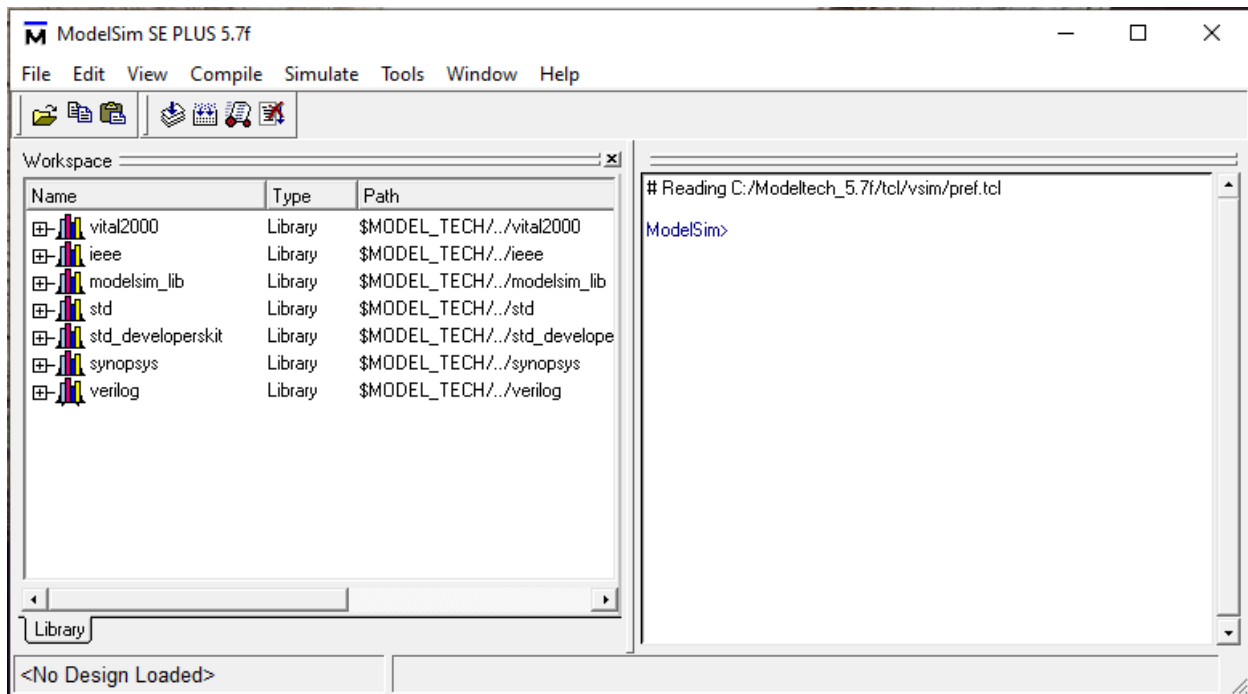 ModelSim SE PLUS 5.7f
File Edit View Compile Simulate Tools Window Help
Workspace
Name Type Path
vital2000 Library $MODEL_TECH/../vital2000
ieee Library $MODEL_TECH/../ieee
modelsim_lib Library $MODEL_TECH/../modelsim_lib
std Library $MODEL_TECH/../std
std_developerskit Library $MODEL_TECH/../std_develope
synopsys Library $MODEL_TECH/../synopsys
verilog Library $MODEL_TECH/../verilog
Library
# Reading C:/Modeltech_5.7f/tcl/vsim/pref.tcl
ModelSim>
<No Design Loaded>